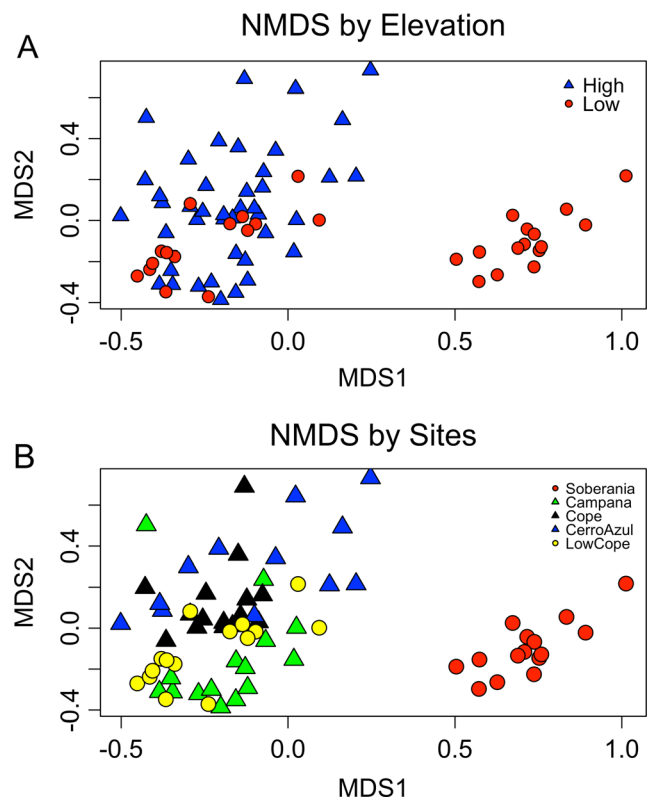 NMDS by Elevation
A
High
Low
MDS2
0.4
0.0
-0.4
-0.5 0.0 0.5 1.0
MDS1
NMDS by Sites
B
Soberania
Campana
Cope
CerroAzul
LowCope
MDS2
0.4
0.0
-0.4
-0.5 0.0 0.5 1.0
MDS1